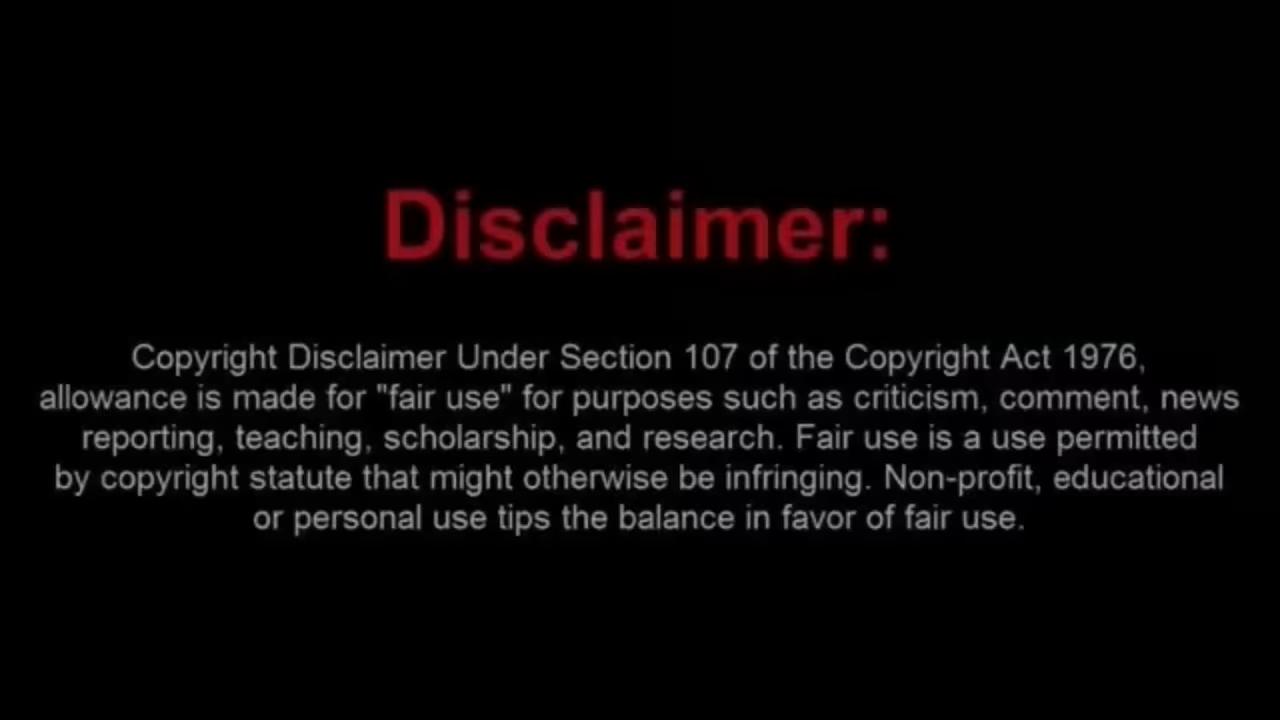 Disclaimer:
Copyright Disclaimer Under Section 107 of the Copyright Act 1976,
allowance is made for "fair use" for purposes such as criticism, comment, news
reporting, teaching, scholarship, and research. Fair use is a use permitted
by copyright statute that might otherwise be infringing. Non-profit, educational
or personal use tips the balance in favor of fair use.